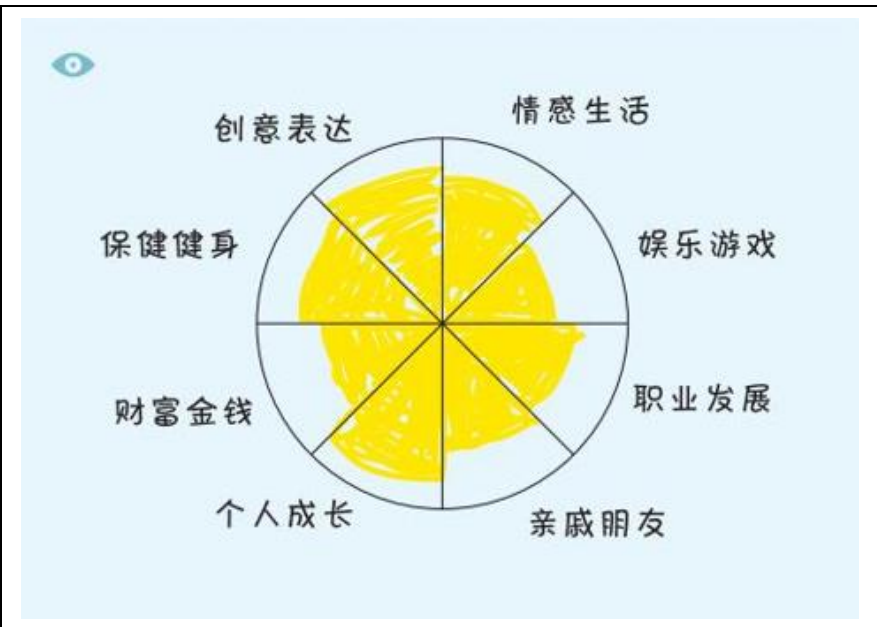 创意表达
情感生活
保健健身
娱乐游戏
财富金钱
职业发展
个人成长
亲戚朋友